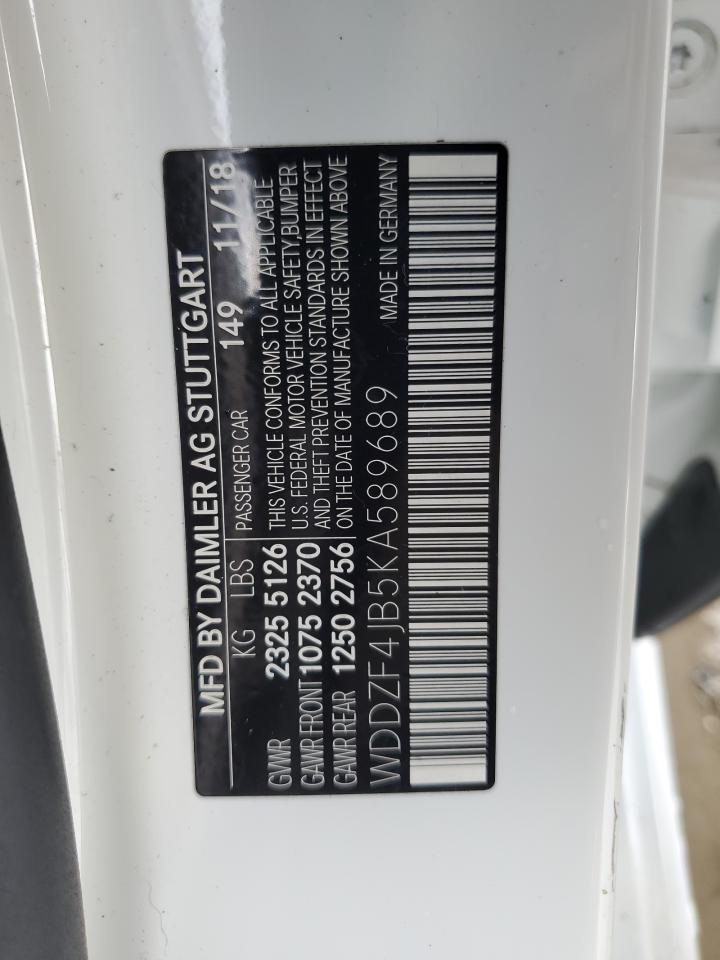 MFD BY DAIMLER AG STUTTGART
KG LBS PASSENGER CAR 149 11/18
GWR 2325 5126 THIS VEHICLE CONFORMS TO ALL APPLICABLE
GAWR FRONT 1075 2370 U.S. FEDERAL MOTOR VEHICLE SAFETY,BUMPER
AND THEFT PREVENTION STANDARDS IN EFFECT
GAWR REAR 1250 2756 ON THE DATE OF MANUFACTURE SHOWN ABOVE
WDDZF4JB5KA589689 MADE IN GERMANY